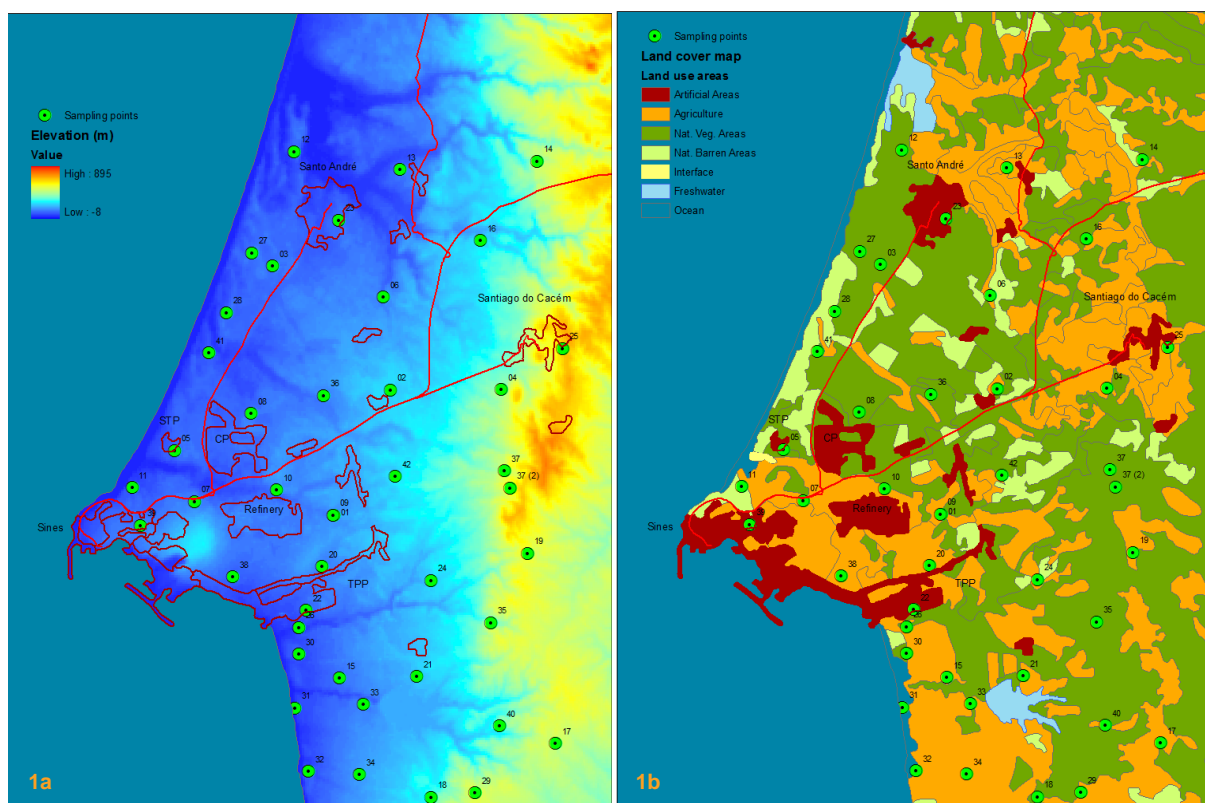 Sampling points
Elevation (m)
Value
High : 895
Low : -8
12
Santo André
13
14
23
16
27
03
06
Santiago do Cacém
28
41
25
36
02
04
08
STP
05
CP
37
42
37 (2)
11
10
07
Refinery
09
01
Sines
39
19
20
38
TPP
24
22
26
35
30
15
21
31
33
40
17
32
34
29
18
1a
Sampling points
Land cover map
Land use areas
Artificial Areas
Agriculture
Nat. Veg. Areas
Nat. Barren Areas
Interface
Freshwater
Ocean
12
Santo André
13
14
23
16
27
03
06
Santiago do Cacém
28
41
25
36
02
04
08
STP
05
CP
37
42
37 (2)
11
10
07
Refinery
09
01
Sines
39
19
20
38
TPP
24
22
26
35
30
15
21
31
33
40
17
32
34
29
18
1b